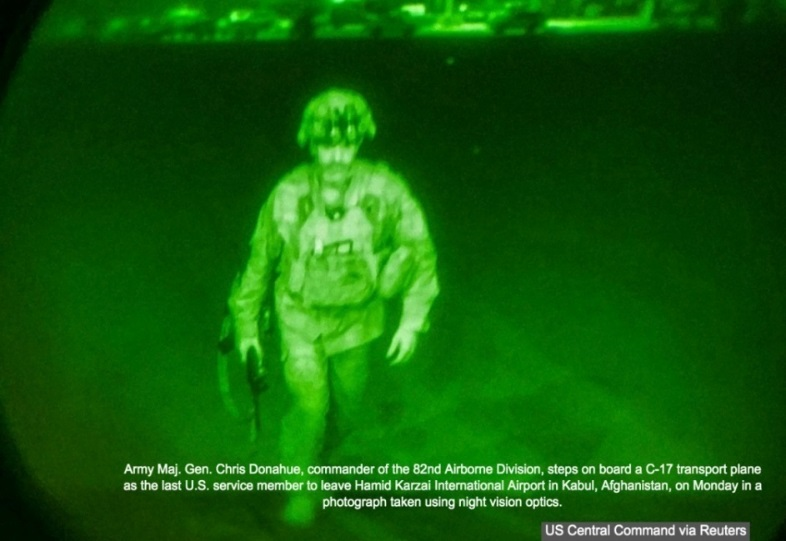 Army Maj. Gen. Chris Donahue, commander of the 82nd Airborne Division, steps on board a C-17 transport plane
as the last U.S. service member to leave Hamid Karzai International Airport in Kabul, Afghanistan, on Monday in a
photograph taken using night vision optics.
US Central Command via Reuters